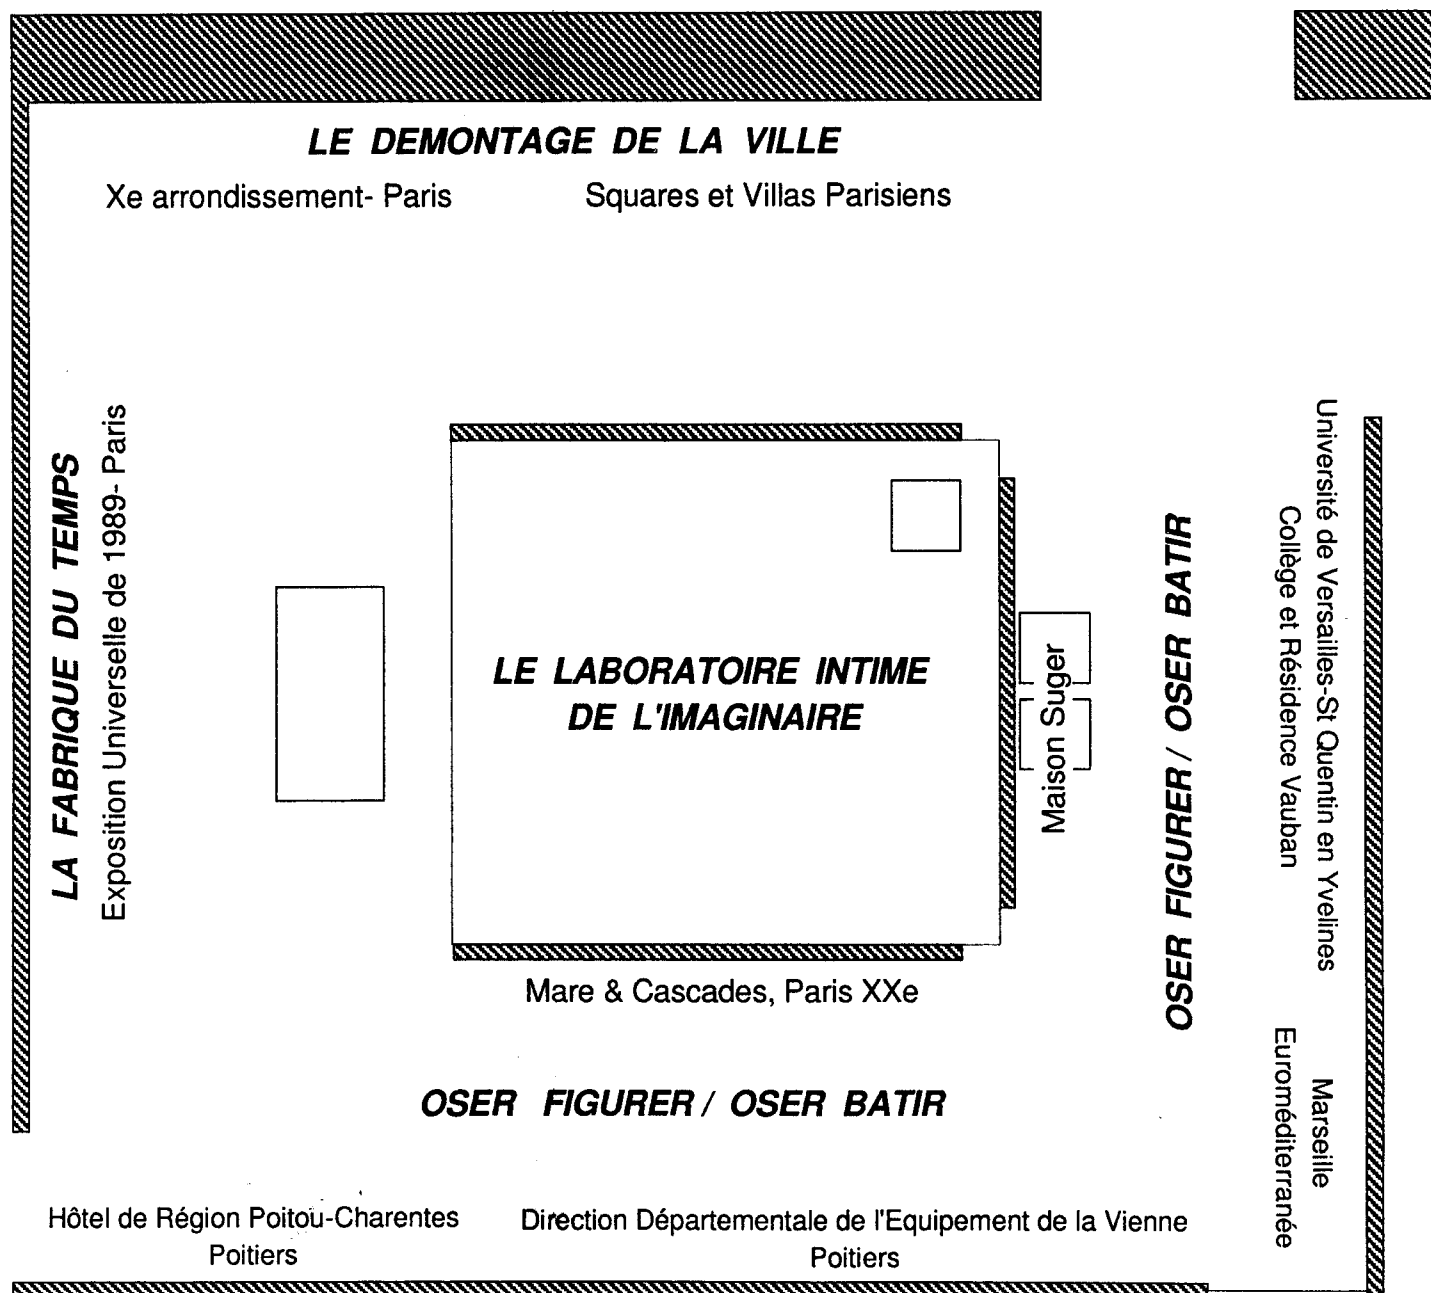 LE DEMONTAGE DE LA VILLE
Xe arrondissement- Paris
Squares et Villas Parisiens
LA FABRIQUE DU TEMPS
Exposition Universelle de 1989- Paris
LE LABORATOIRE INTIME
DE L'IMAGINAIRE
Maison Suger
OSER FIGURER / OSER BATIR
Université de Versailles-St Quentin en Yvelines
Collège et Résidence Vauban
Marseille
Euroméditerranée
Mare & Cascades, Paris XXe
OSER FIGURER / OSER BATIR
Hôtel de Région Poitou-Charentes
Poitiers
Direction Départementale de l'Equipement de la Vienne
Poitiers